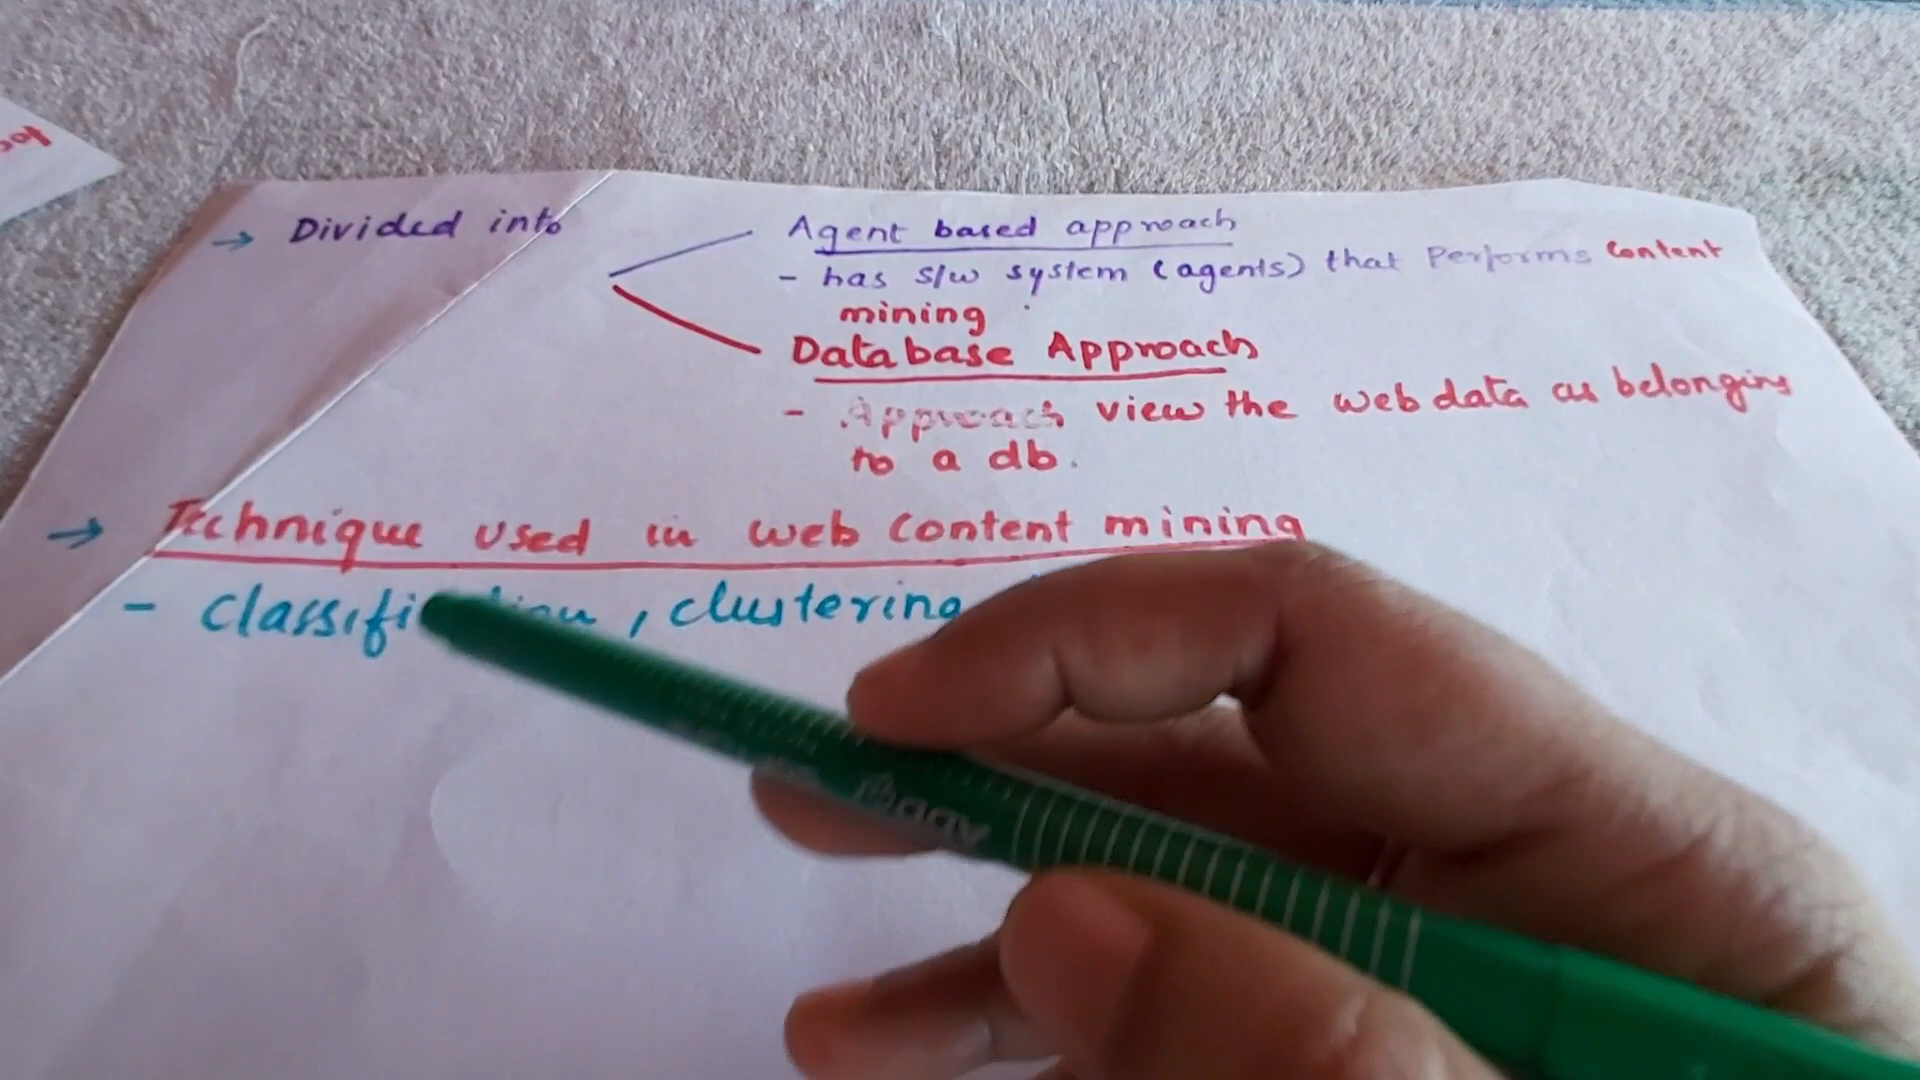 → Divided into
Agent based approach
- has s/w system (agents) that Performs Content
mining
Database Approach
- Approach view the web data as belonging
to a db.
→ Technique used in web content mining
- Classification, clustering